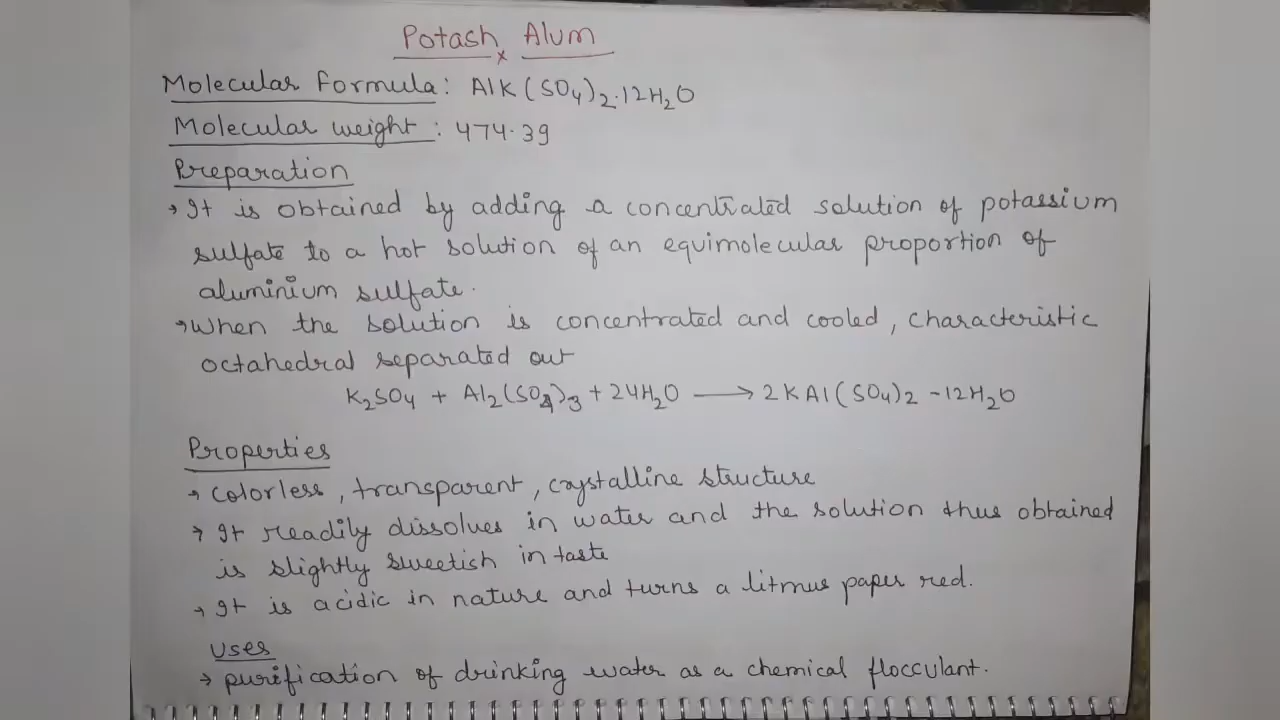 Potash Alum
Molecular formula: AlK(SO4)2.12H2O
Molecular weight: 474.39
Preparation
→ It is obtained by adding a concentrated solution of potassium
sulfate to a hot solution of an equimolecular proportion of
aluminium sulfate.
→ When the solution is concentrated and cooled, characteristic
octahedral separated out
K2SO4 + Al2(SO4)3 + 24H2O ⟶ 2KAl(SO4)2 -12H2O
Properties
→ Colorless, transparent, crystalline structure
→ It readily dissolves in water and the solution thus obtained
is slightly sweetish in taste
→ It is acidic in nature and turns a litmus paper red.
Uses
→ purification of drinking water as a chemical flocculant.